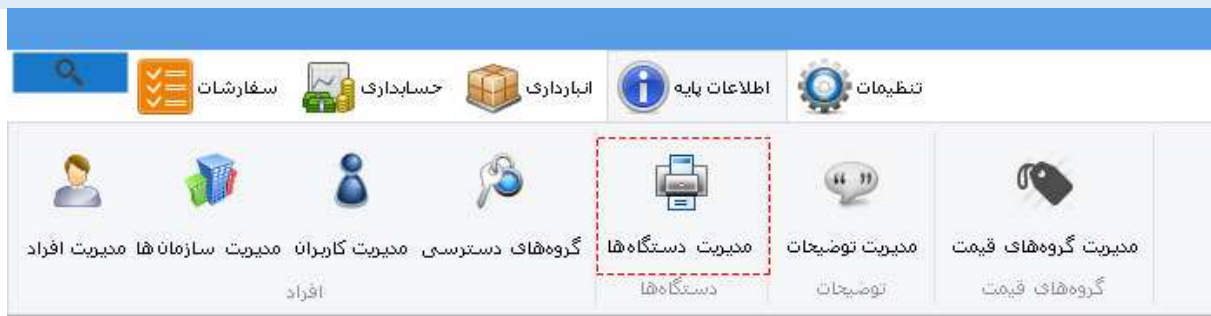 تنظیمات اطلاعات پایه انبارداری حسابداری سفارشات
مدیریت گروه‌های قیمت مدیریت توضیحات مدیریت دستگاه‌ها گروه‌های دسترسی مدیریت کاربران مدیریت سازمان‌ها مدیریت افراد
گروه‌های قیمت توضیحات دستگاه‌ها افراد